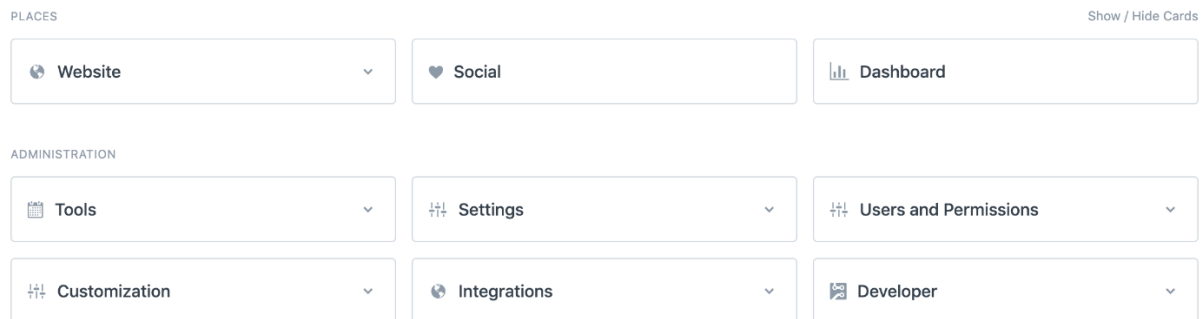 PLACES
Show / Hide Cards
Website
Social
Dashboard
ADMINISTRATION
Tools
Settings
Users and Permissions
Customization
Integrations
Developer